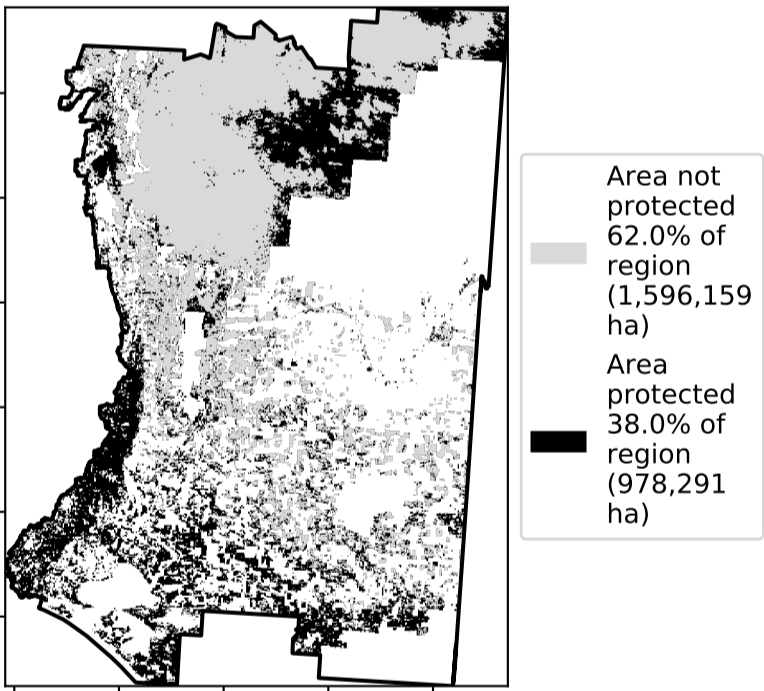 Area not
protected
62.0% of
region
(1,596,159
ha)
Area
protected
38.0% of
region
(978,291
ha)